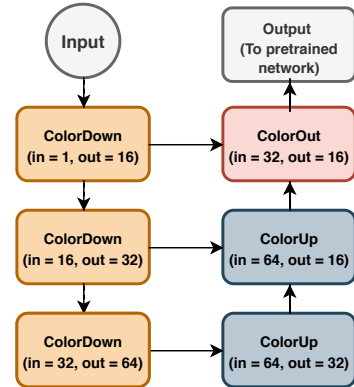 Input
Output
(To pretrained
network)
ColorDown
(in = 1, out = 16)
ColorOut
(in = 32, out = 16)
ColorDown
(in = 16, out = 32)
ColorUp
(in = 64, out = 16)
ColorDown
(in = 32, out = 64)
ColorUp
(in = 64, out = 32)